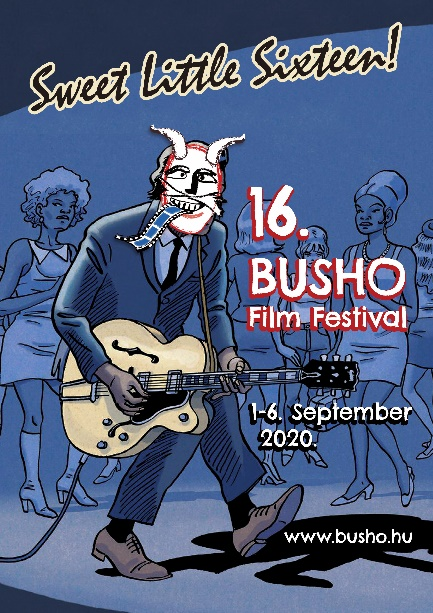 Sweet Little Sixteen!
16.
BUSHO
Film Festival
1-6. September
2020.
www.busho.hu